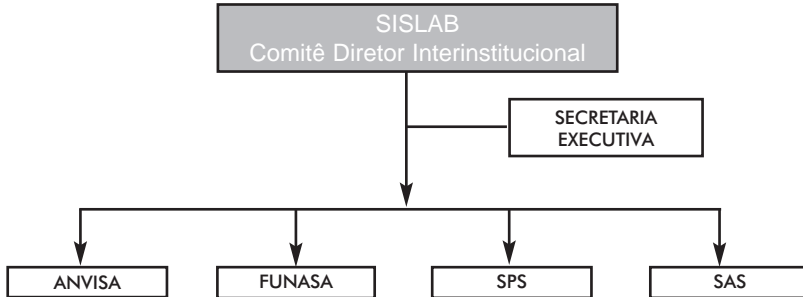 SISLAB
Comitê Diretor Interinstitucional
SECRETARIA
EXECUTIVA
ANVISA
FUNASA
SPS
SAS